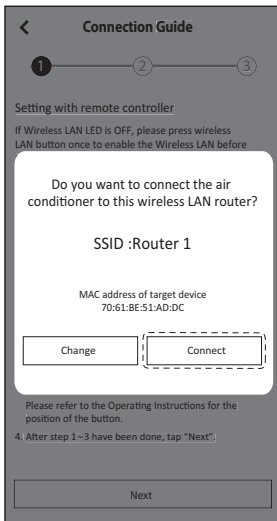 Connection Guide
1 2 3
Setting with remote controller
If Wireless LAN LED is OFF, please press wireless
LAN button once to enable the Wireless LAN before
Do you want to connect the air
conditioner to this wireless LAN router?
SSID :Router 1
MAC address of target device
70:61:BE:51:AD:DC
Change Connect
Please refer to the Operating Instructions for the
position of the button.
4. After step 1~3 have been done, tap "Next".
Next